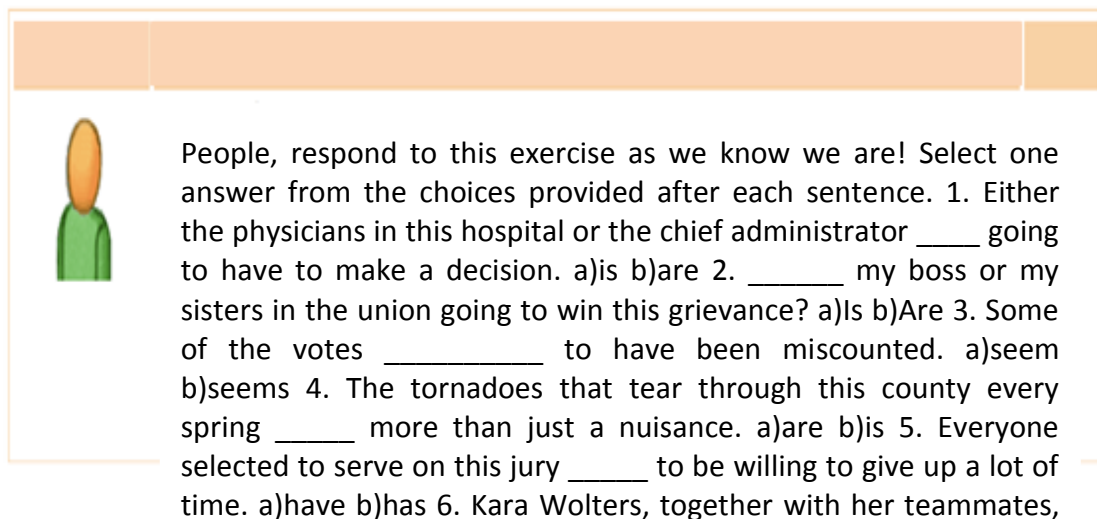 People, respond to this exercise as we know we are! Select one
answer from the choices provided after each sentence. 1. Either
the physicians in this hospital or the chief administrator ____ going
to have to make a decision. a)is b)are 2. ______ my boss or my
sisters in the union going to win this grievance? a)Is b)Are 3. Some
of the votes __________ to have been miscounted. a)seem
b)seems 4. The tornadoes that tear through this county every
spring _____ more than just a nuisance. a)are b)is 5. Everyone
selected to serve on this jury _____ to be willing to give up a lot of
time. a)have b)has 6. Kara Wolters, together with her teammates,